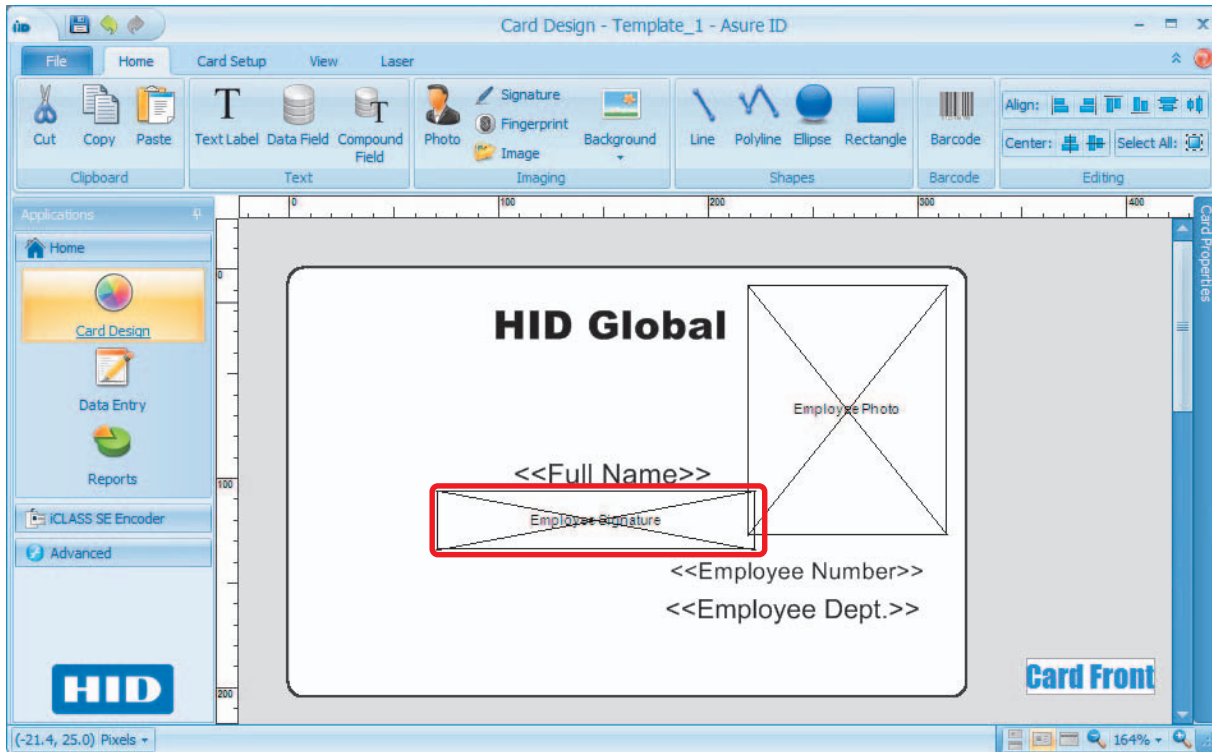 iID
Card Design - Template_1 - Asure ID
File Home Card Setup View Laser
Cut Copy Paste
Clipboard
Text Label Data Field Compound Field
Text
Photo Signature Fingerprint Image Background
Imaging
Line Polyline Ellipse Rectangle
Shapes
Barcode
Barcode
Align:
Center: Select All:
Editing
Applications
Home
Card Design
Data Entry
Reports
iCLASS SE Encoder
Advanced
HID
0 100 200 300 400
0
100
200
HID Global
Employee Photo
<<Full Name>>
Employee Signature
<<Employee Number>>
<<Employee Dept.>>
Card Front
Card Properties
(-21.4, 25.0) Pixels
164%